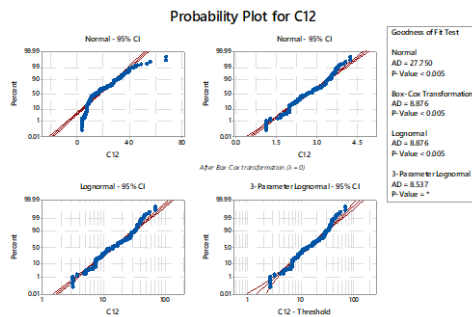 Probability Plot for C12
Normal - 95% CI
Normal - 95% CI
99.99
99
95
80
50
20
5
1
0.01
Percent
0
40
80
C12
99.99
99
90
50
10
1
0.01
Percent
0.0
1.5
3.0
4.5
C12
After Box-Cox transformation (λ = 0)
Lognormal - 95% CI
3-Parameter Lognormal - 95% CI
99.99
99
90
50
10
1
0.01
Percent
1
10
100
C12
99.99
99
90
50
10
1
0.01
Percent
1
10
100
C12 - Threshold
Goodness of Fit Test
Normal
AD = 27.750
P-Value < 0.005
Box-Cox Transformation
AD = 8.876
P-Value < 0.005
Lognormal
AD = 8.876
P-Value < 0.005
3-Parameter Lognormal
AD = 8.537
P-Value = *